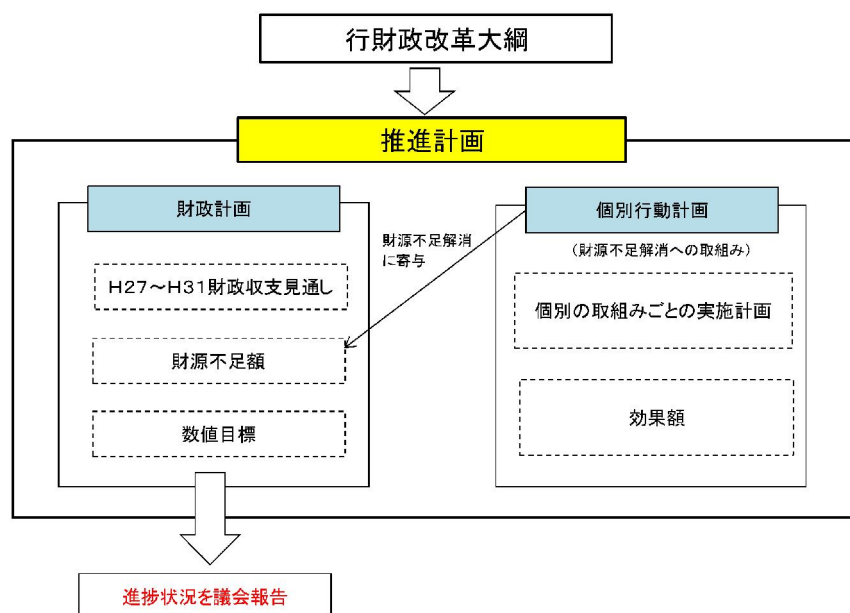 行財政改革大綱
推進計画
財政計画
H27～H31財政収支見通し
財源不足額
数値目標
財源不足解消
に寄与
個別行動計画
(財源不足解消への取組み)
個別の取組みごとの実施計画
効果額
進捗状況を議会報告